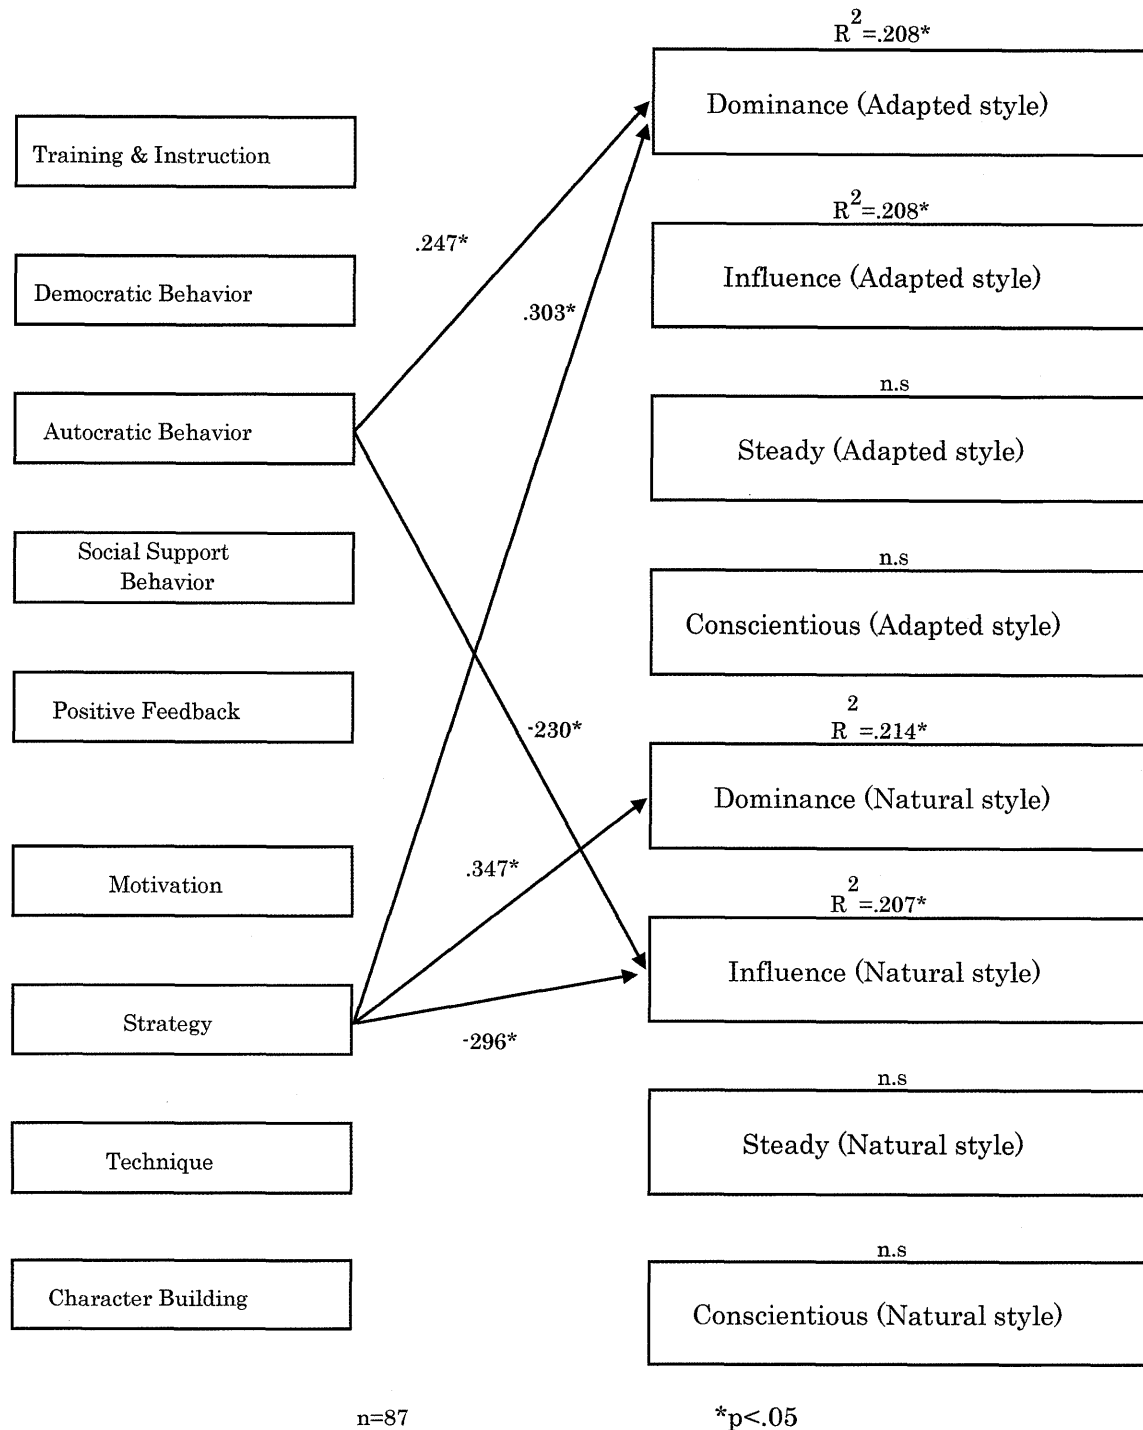 R²=.208*
Dominance (Adapted style)
Training & Instruction
R²=.208*
.247*
Influence (Adapted style)
Democratic Behavior
.303*
n.s
Autocratic Behavior
Steady (Adapted style)
Social Support
Behavior
n.s
Conscientious (Adapted style)
Positive Feedback
-230*
R²=.214*
Dominance (Natural style)
.347*
Motivation
R²=.207*
Influence (Natural style)
Strategy
-296*
n.s
Technique
Steady (Natural style)
n.s
Character Building
Conscientious (Natural style)
n=87
*p<.05